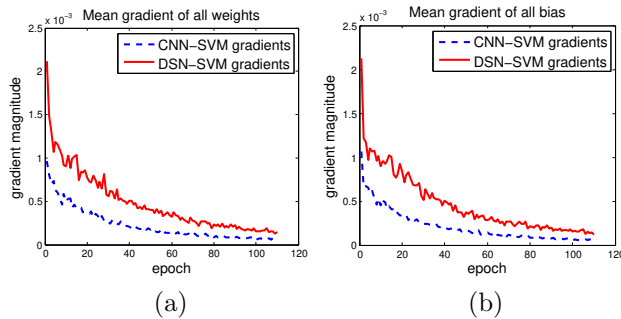 Mean gradient of all weights
x 10⁻³
2.5
2
1.5
1
0.5
0
gradient magnitude
CNN−SVM gradients
DSN−SVM gradients
0 20 40 60 80 100 120
epoch
(a)
Mean gradient of all bias
x 10⁻³
2.5
2
1.5
1
0.5
0
gradient magnitude
CNN−SVM gradients
DSN−SVM gradients
0 20 40 60 80 100 120
epoch
(b)